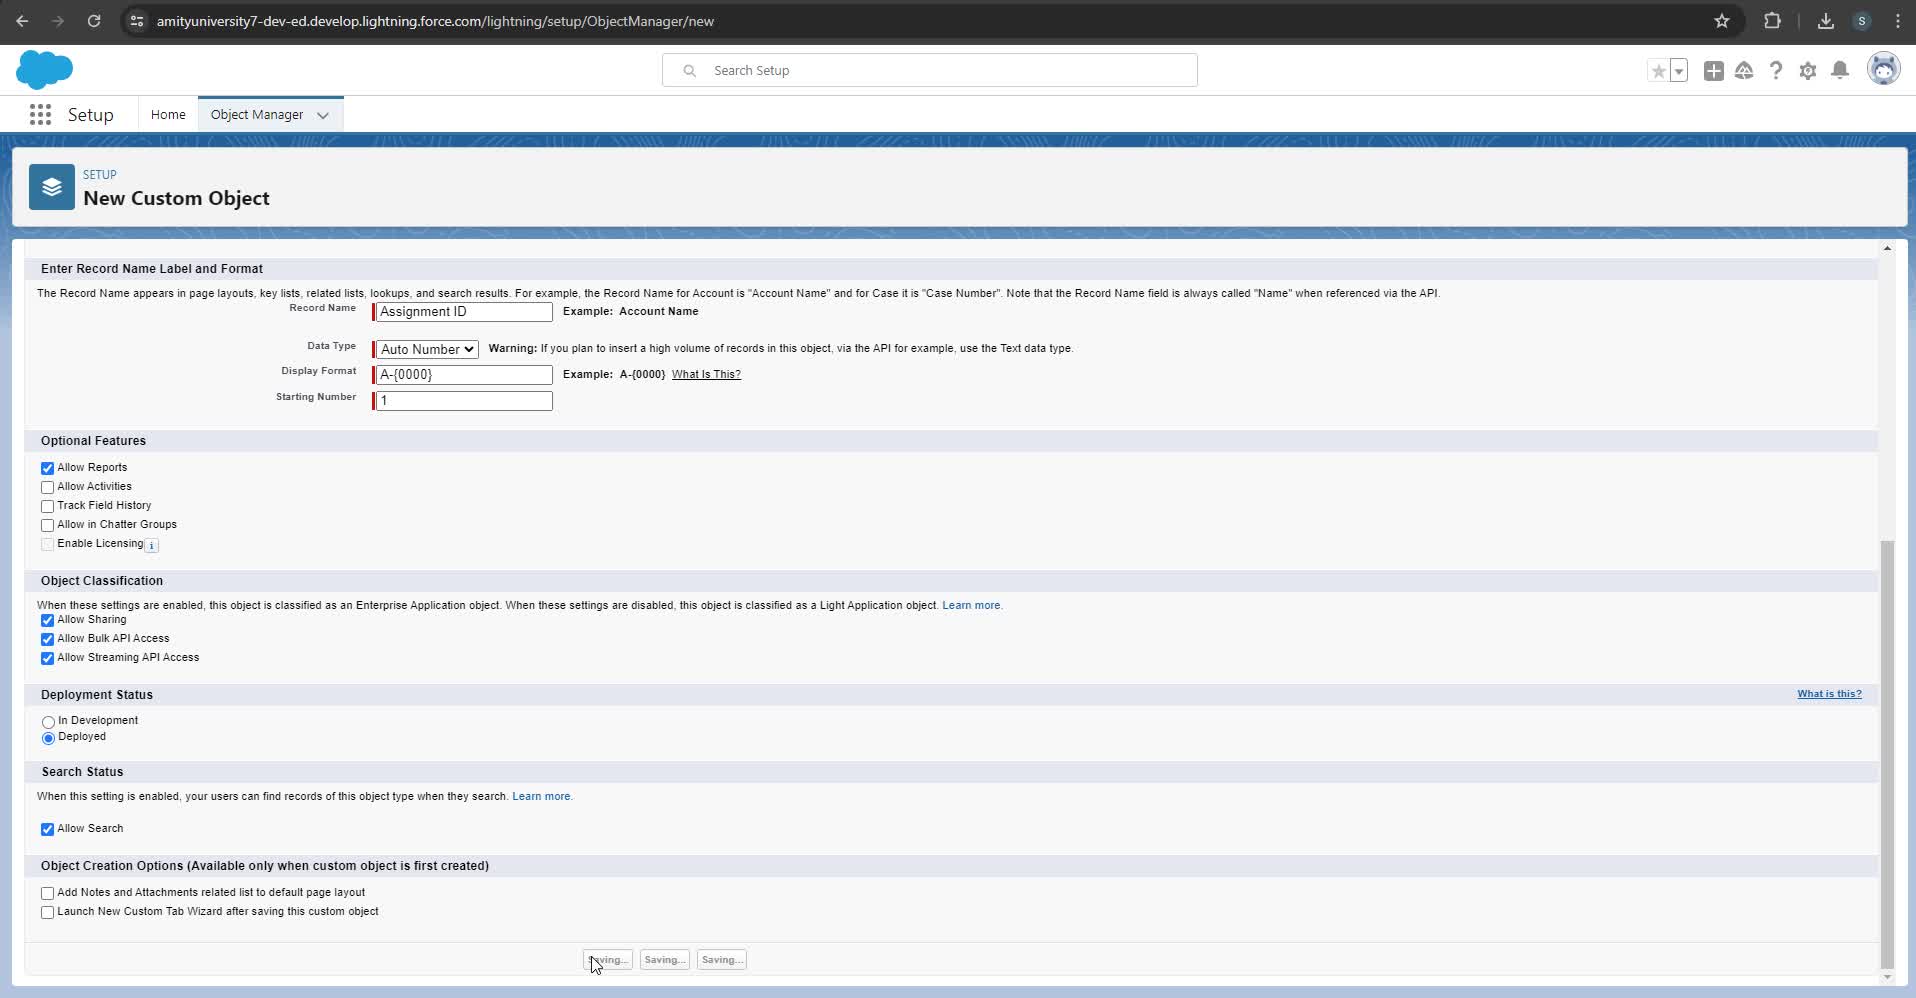 amityuniversity7-dev-ed.develop.lightning.force.com/lightning/setup/ObjectManager/new
S
Search Setup
Setup
Home
Object Manager
SETUP
New Custom Object
Enter Record Name Label and Format
The Record Name appears in page layouts, key lists, related lists, lookups, and search results. For example, the Record Name for Account is "Account Name" and for Case it is "Case Number". Note that the Record Name field is always called "Name" when referenced via the API.
Record Name Assignment ID Example: Account Name
Data Type Auto Number Warning: If you plan to insert a high volume of records in this object, via the API for example, use the Text data type.
Display Format A-{0000} Example: A-{0000} What Is This?
Starting Number 1
Optional Features
Allow Reports
Allow Activities
Track Field History
Allow in Chatter Groups
Enable Licensing i
Object Classification
When these settings are enabled, this object is classified as an Enterprise Application object. When these settings are disabled, this object is classified as a Light Application object. Learn more.
Allow Sharing
Allow Bulk API Access
Allow Streaming API Access
Deployment Status What is this?
In Development
Deployed
Search Status
When this setting is enabled, your users can find records of this object type when they search. Learn more.
Allow Search
Object Creation Options (Available only when custom object is first created)
Add Notes and Attachments related list to default page layout
Launch New Custom Tab Wizard after saving this custom object
Saving... Saving... Saving...